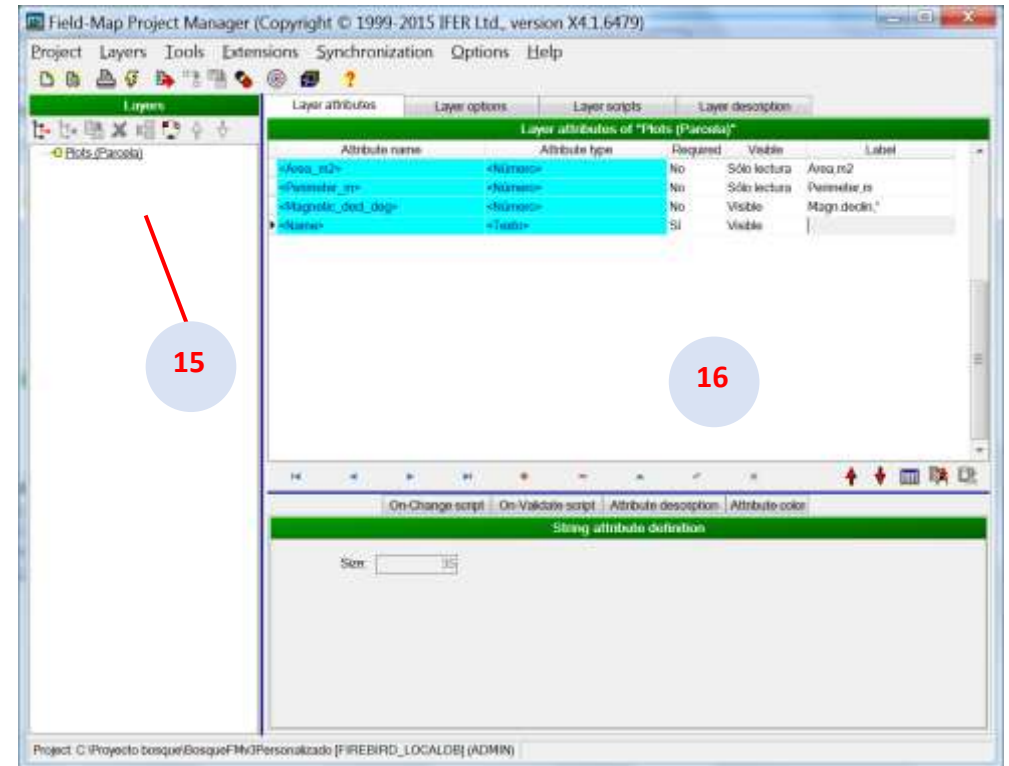 Field-Map Project Manager (Copyright © 1999-2015 IFER Ltd., version X4.1.6479)
Project Layers Tools Extensions Synchronization Options Help
Layers
Layer attributes Layer options Layer scripts Layer description
Layer attributes of "Plots (Parcela)"
Plots (Parcela)
Attribute name Attribute type Required Visible Label
<Area_m2> <Número> No Sólo lectura Area,m2
<Perimeter_m> <Número> No Sólo lectura Perimeter,m
<Magnetic_decl_deg> <Número> No Visible Magn.declin,°
<Name> <Texto> Sí Visible
15
16
On-Change script On-Validate script Attribute description Attribute color
String attribute definition
Size: 35
Project: C:\Proyecto bosque\BosqueFMv3Personalizado [FIREBIRD_LOCALDB] (ADMIN)